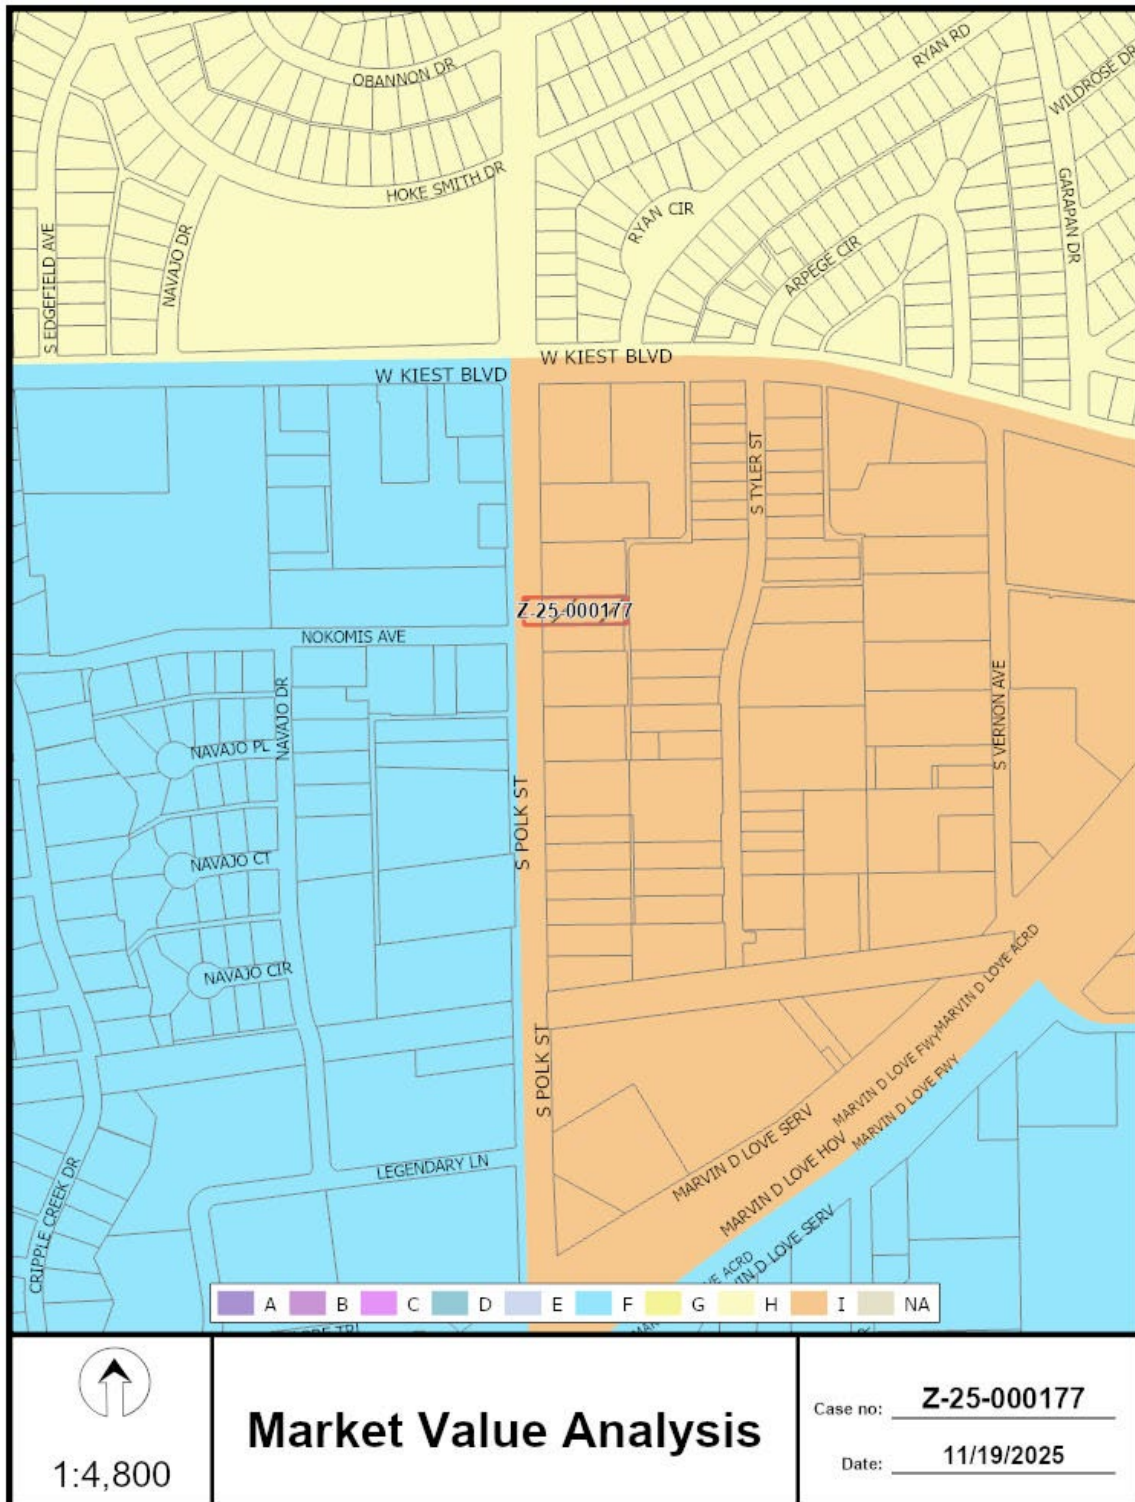 OBANNON DR
RYAN RD
WILDROSE DR
HOKE SMITH DR
GARAPAN DR
RYAN CIR
S EDGEFIELD AVE
NAVAJO DR
ARPEGE CIR
W KIEST BLVD
W KIEST BLVD
S TYLER ST
Z-25-000177
NOKOMIS AVE
NAVAJO DR
S VERNON AVE
NAVAJO PL
S POLK ST
NAVAJO CT
NAVAJO CIR
MARVIN D LOVE ACRD
S POLK ST
MARVIN D LOVE FWY
MARVIN D LOVE FWY
MARVIN D LOVE SERV
MARVIN D LOVE HOV
LEGENDARY LN
CRIPPLE CREEK DR
D LOVE SERV
ACRD
A B C D E F G H I NA
1:4,800
Market Value Analysis
Case no: Z-25-000177
Date: 11/19/2025